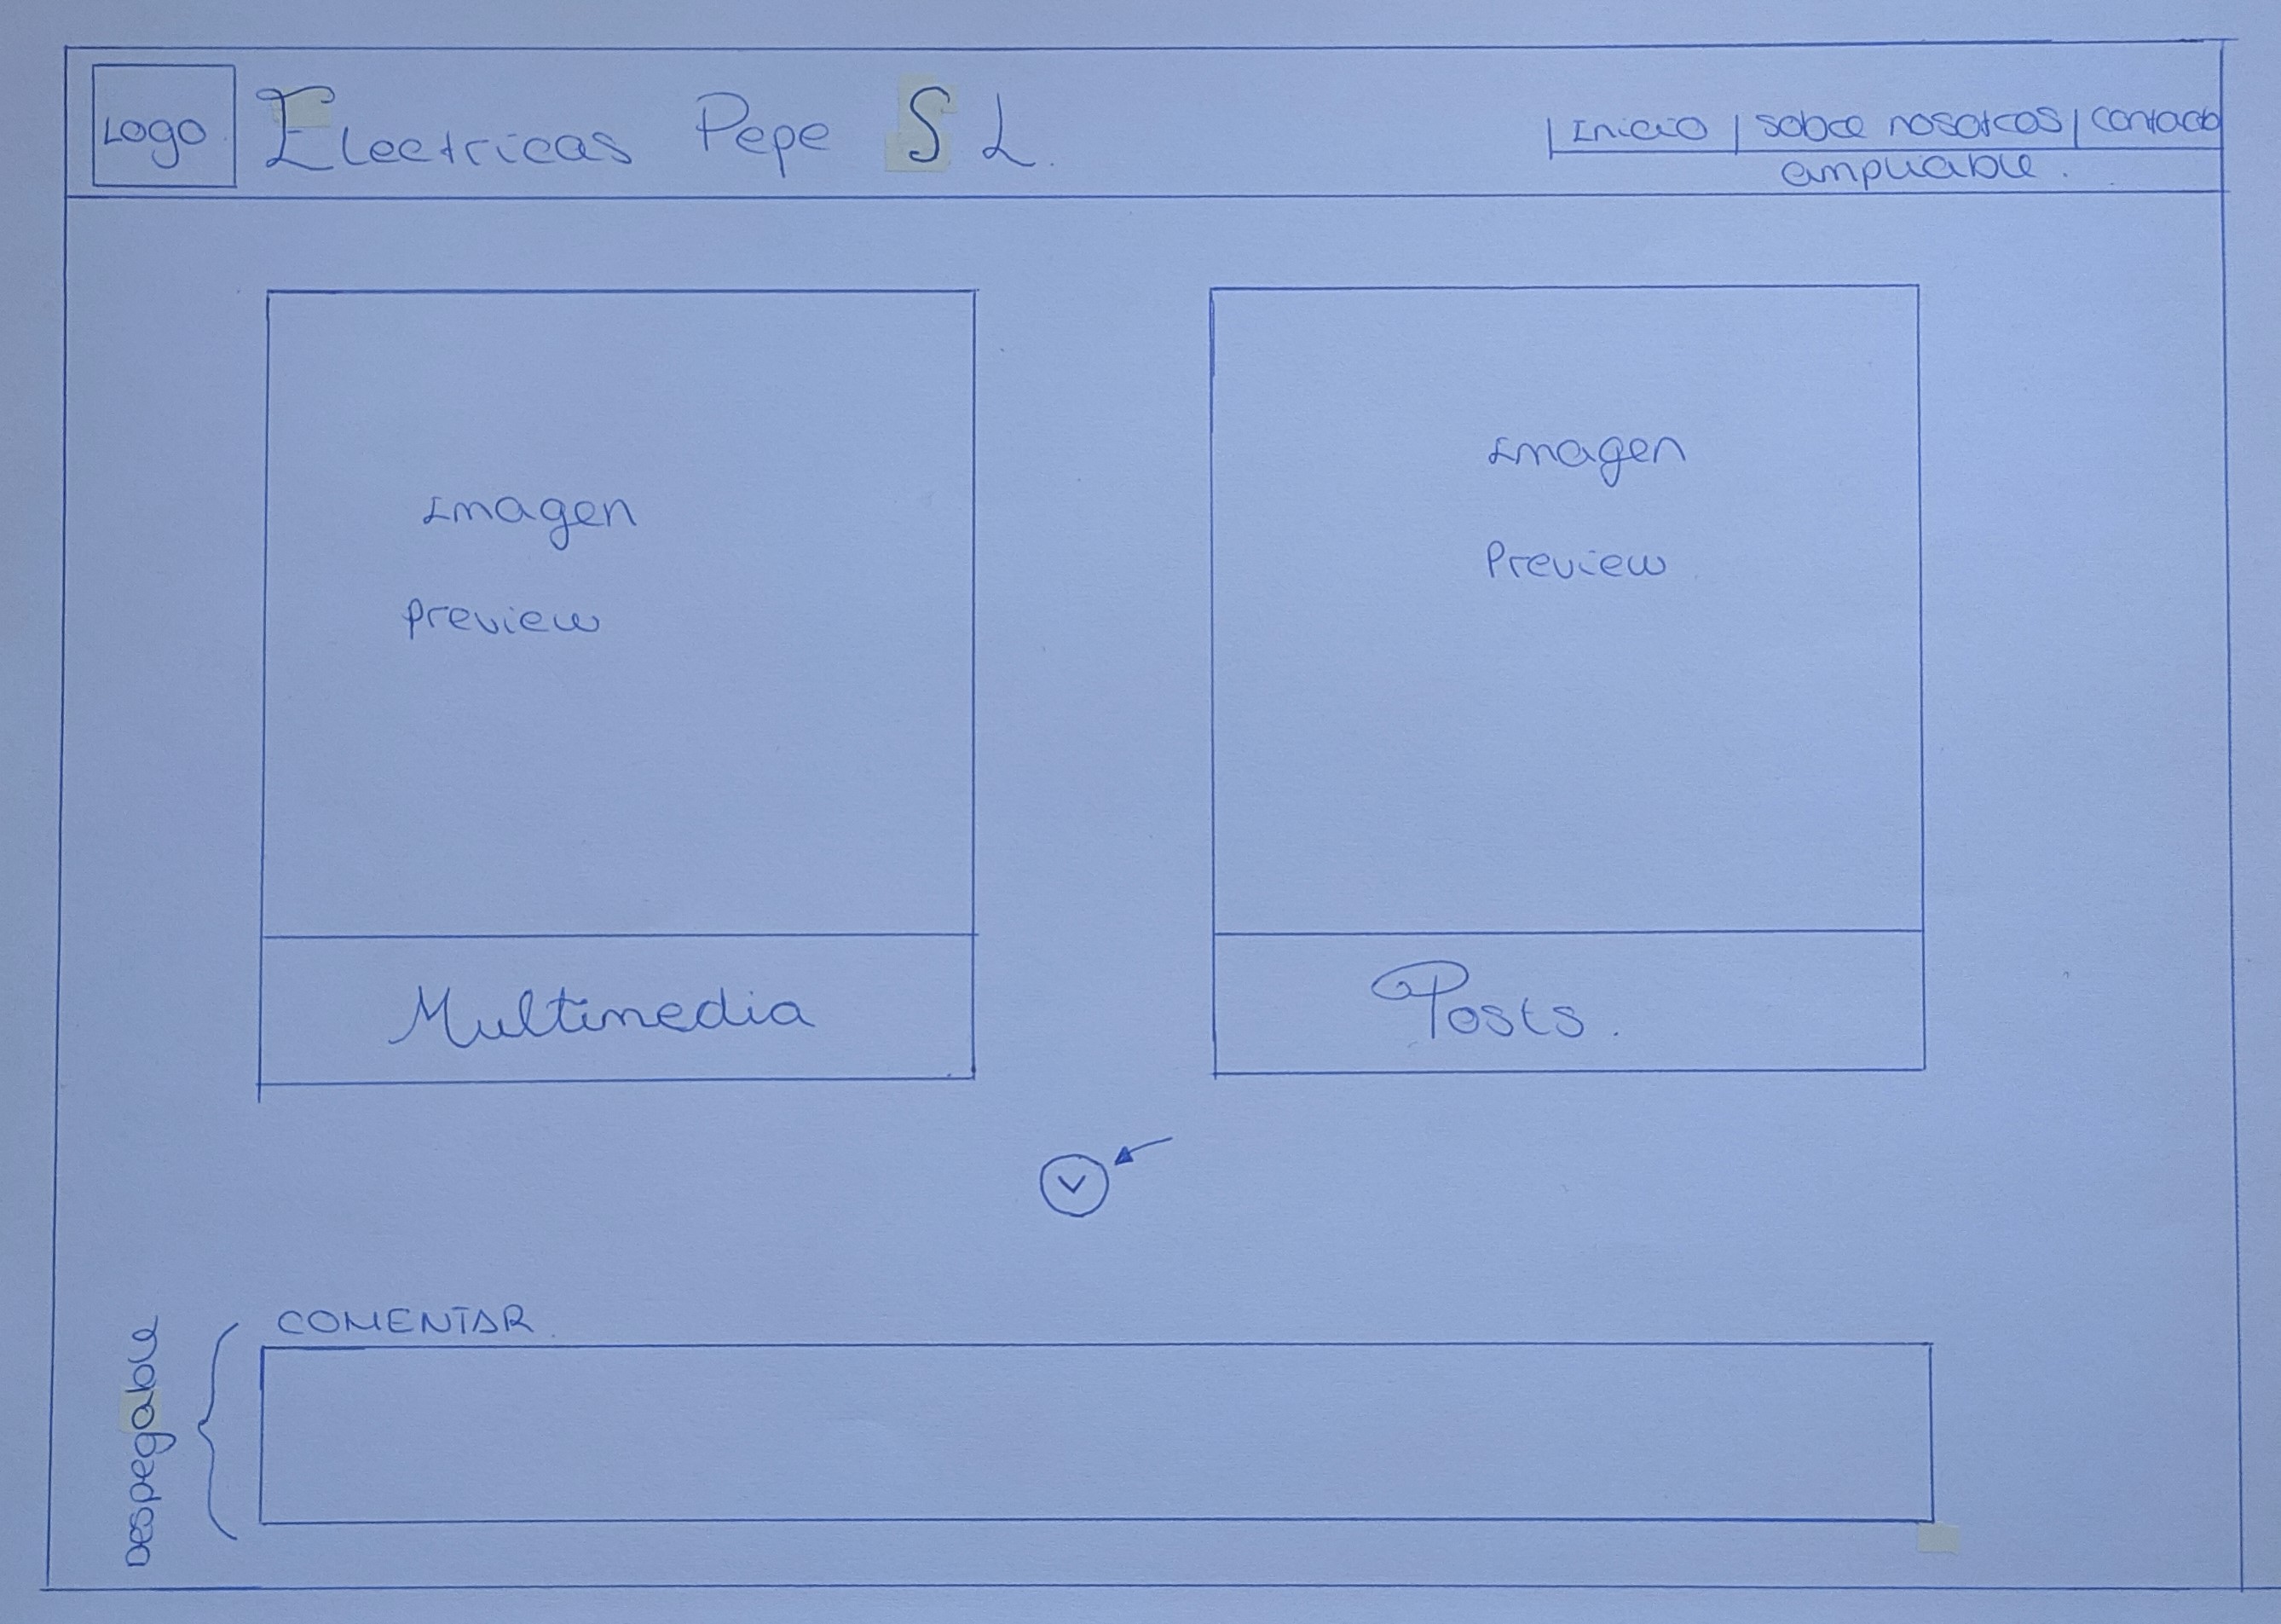 Logo
Electricas Pepe S L.
| Inicio | sobre nosotros | contacto
ampliable.
Imagen
preview
Imagen
Preview
Multimedia
Posts.
COMENTAR.
Despegable